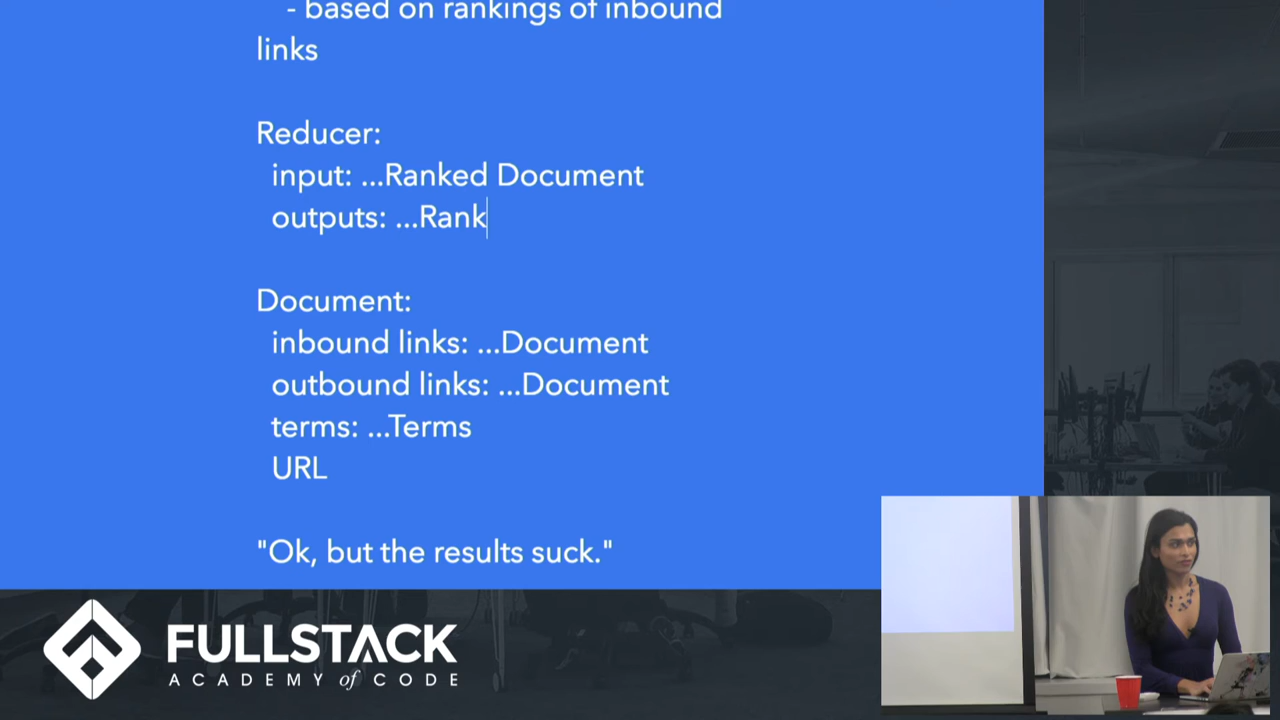 - based on rankings of inbound
links
Reducer:
input: ...Ranked Document
outputs: ...Rank
Document:
inbound links: ...Document
outbound links: ...Document
terms: ...Terms
URL
"Ok, but the results suck."
FULLSTACK
ACADEMY of CODE